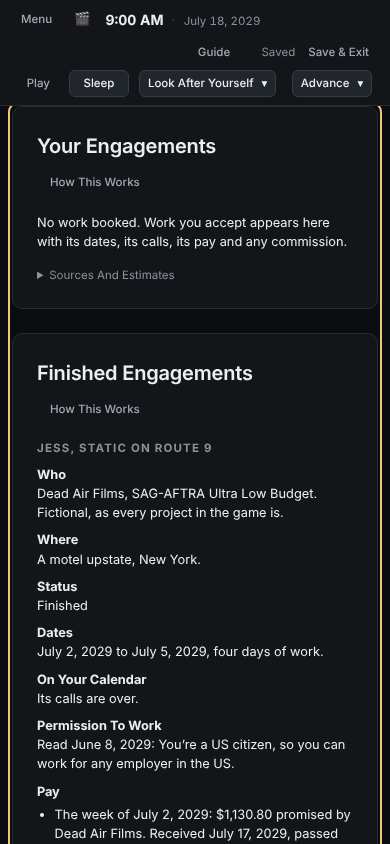 Menu 🎬 9:00 AM · July 18, 2029
Guide Saved Save & Exit
Play Sleep Look After Yourself ▾ Advance ▾
Your Engagements
How This Works
No work booked. Work you accept appears here
with its dates, its calls, its pay and any commission.
▶ Sources And Estimates
Finished Engagements
How This Works
JESS, STATIC ON ROUTE 9
Who
Dead Air Films, SAG-AFTRA Ultra Low Budget.
Fictional, as every project in the game is.
Where
A motel upstate, New York.
Status
Finished
Dates
July 2, 2029 to July 5, 2029, four days of work.
On Your Calendar
Its calls are over.
Permission To Work
Read June 8, 2029: You’re a US citizen, so you can
work for any employer in the US.
Pay
• The week of July 2, 2029: $1,130.80 promised by
Dead Air Films. Received July 17, 2029, passed